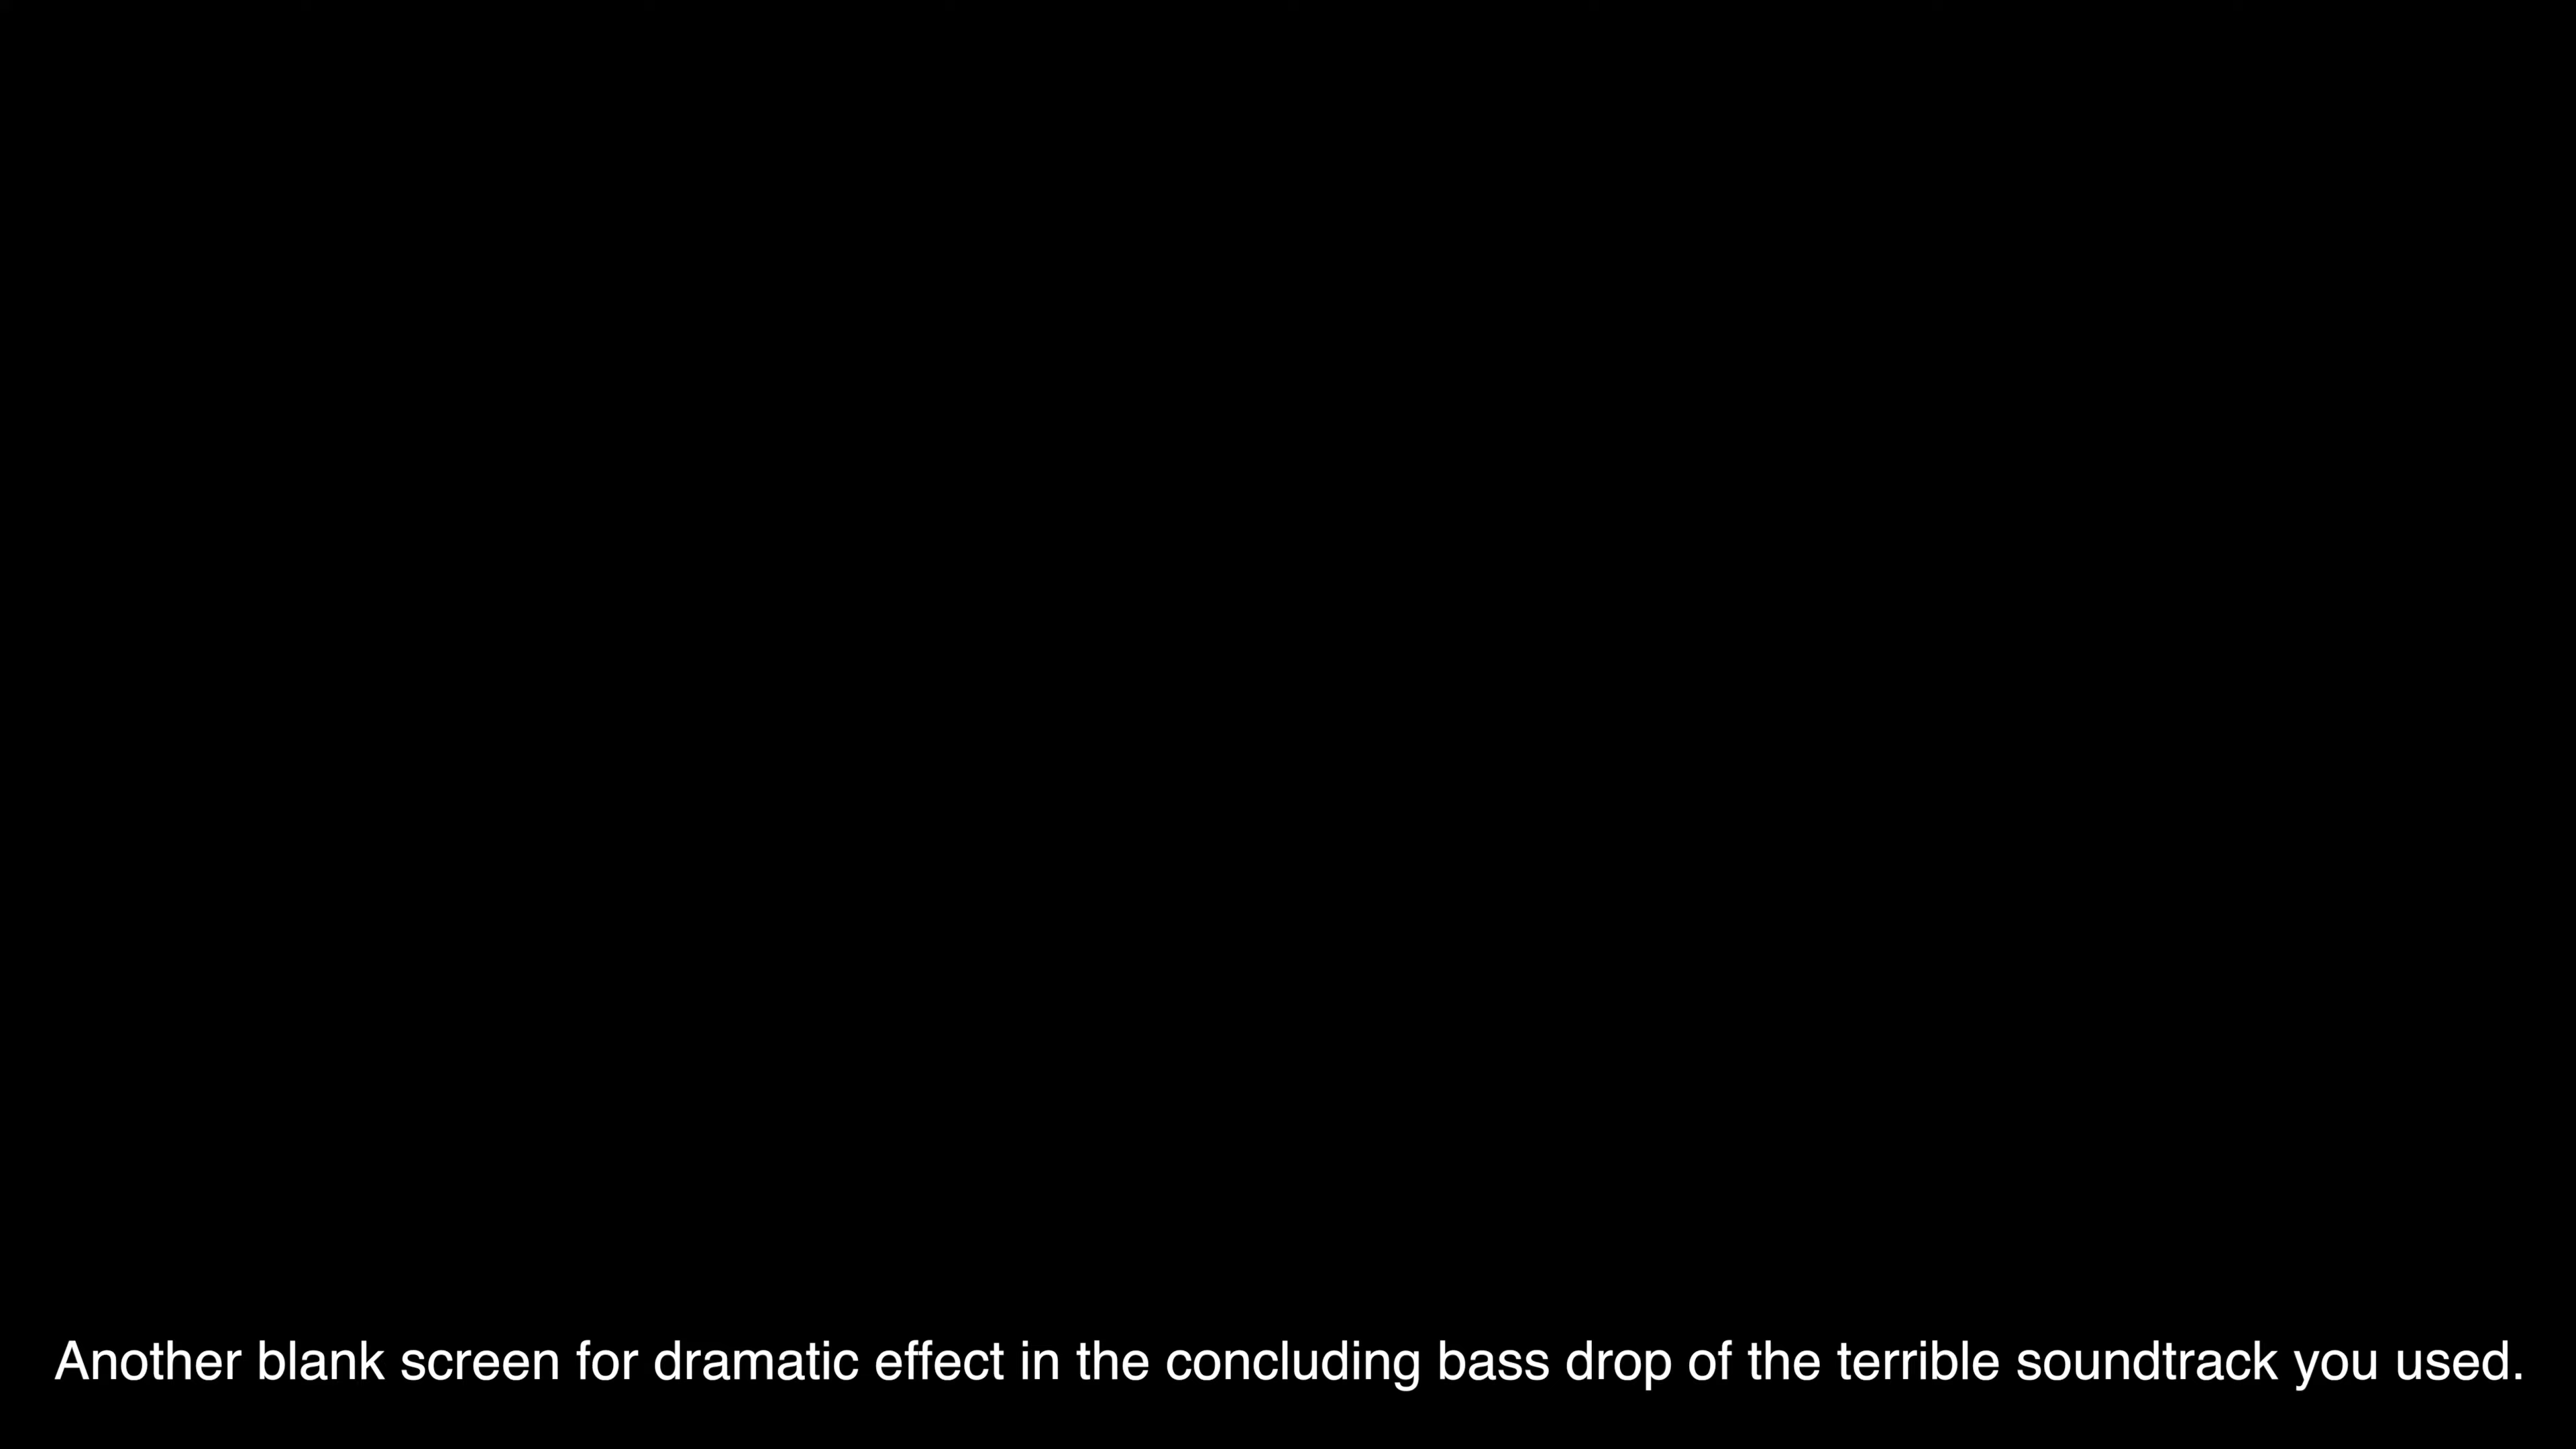 Another blank screen for dramatic effect in the concluding bass drop of the terrible soundtrack you used.